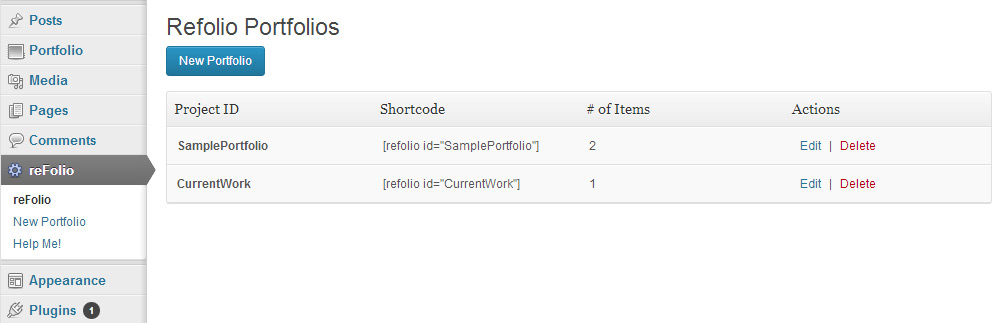 Posts
Portfolio
Media
Pages
Comments
reFolio
reFolio
New Portfolio
Help Me!
Appearance
Plugins 1
Refolio Portfolios
New Portfolio
Project ID Shortcode # of Items Actions
SamplePortfolio [refolio id="SamplePortfolio"] 2 Edit | Delete
CurrentWork [refolio id="CurrentWork"] 1 Edit | Delete